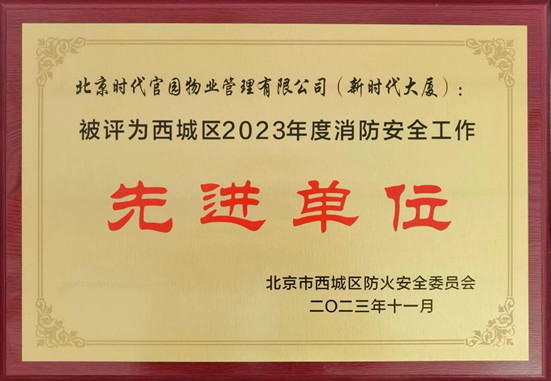 北京时代官园物业管理有限公司（新时代大厦）：
被评为西城区2023年度消防安全工作
先进单位
北京市西城区防火安全委员会
二〇二三年十一月